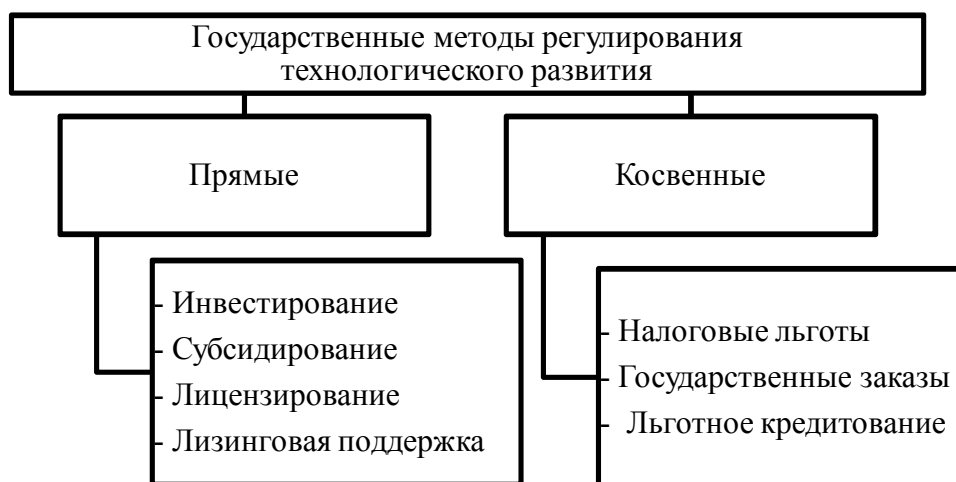 Государственные методы регулирования
технологического развития
Прямые
Косвенные
- Инвестирование
- Субсидирование
- Лицензирование
- Лизинговая поддержка
- Налоговые льготы
- Государственные заказы
- Льготное кредитование